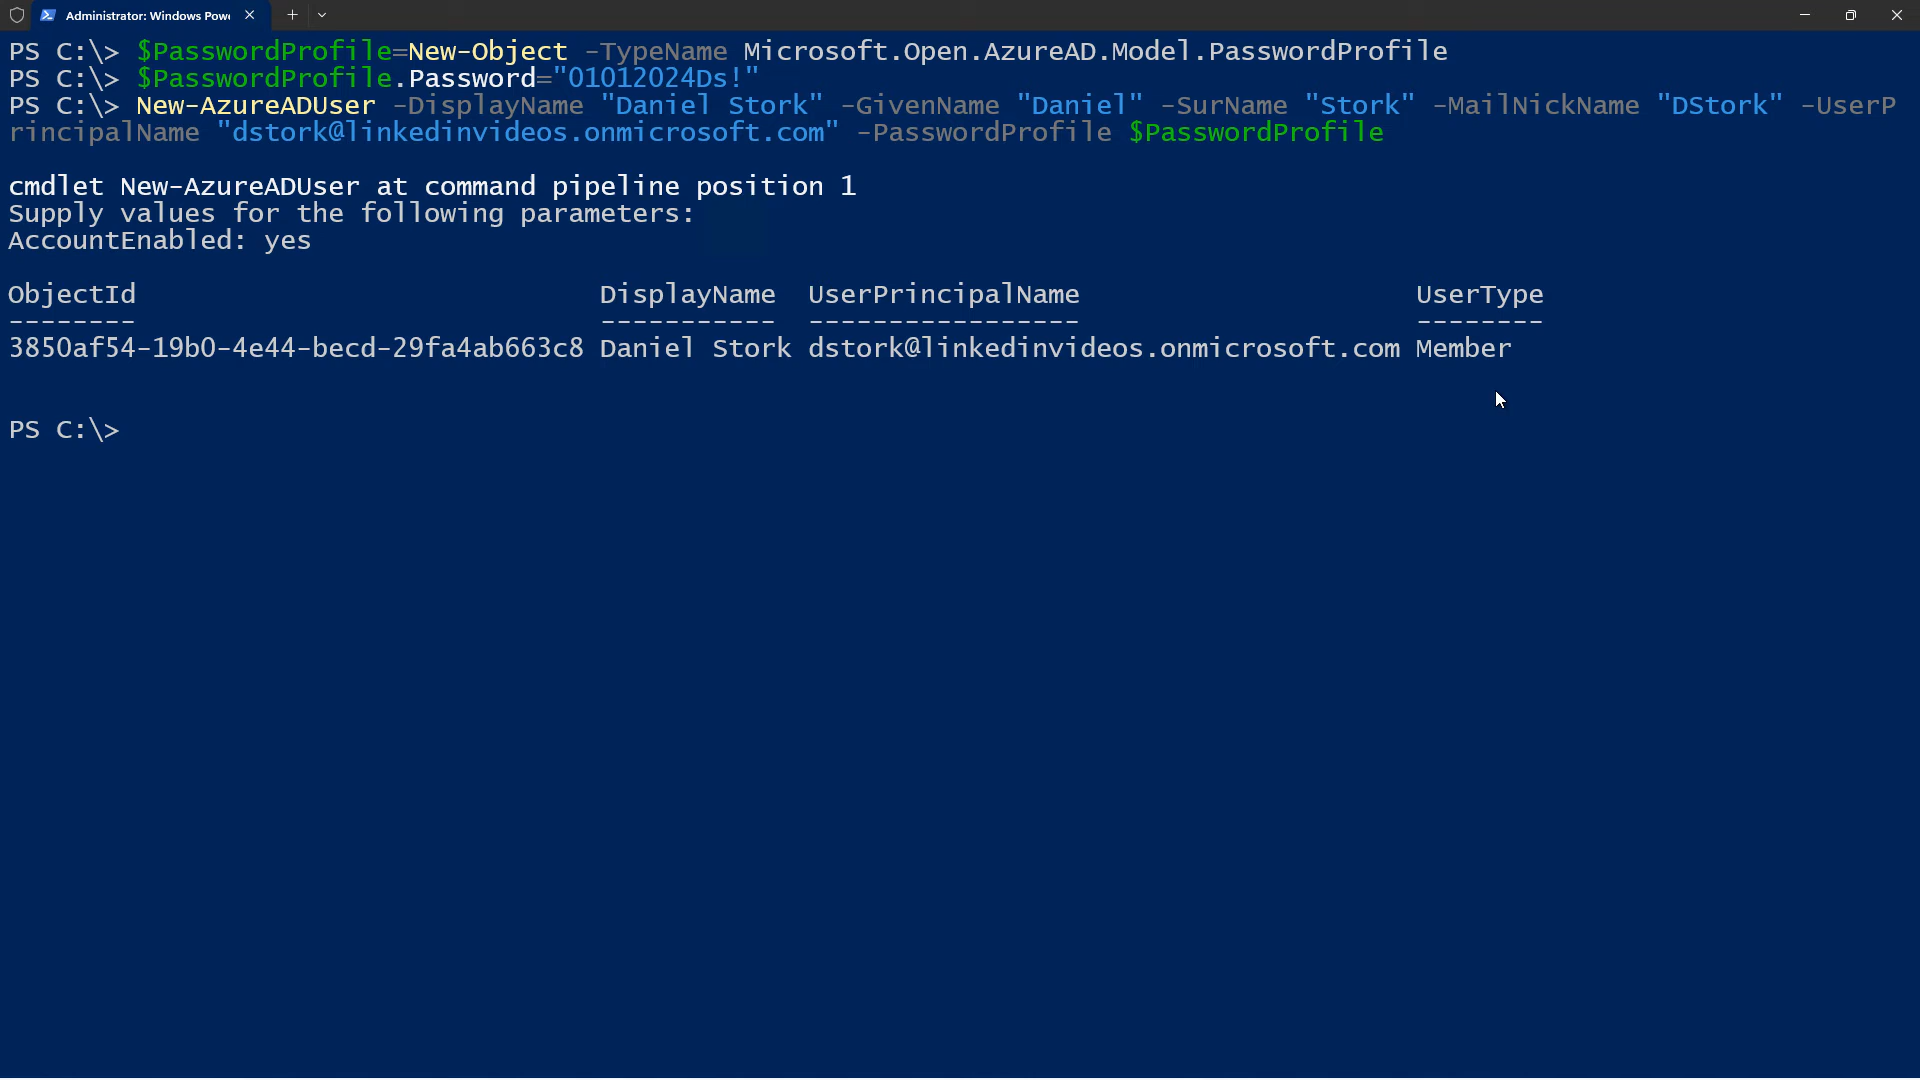 Administrator: Windows Powe
PS C:\> $PasswordProfile=New-Object -TypeName Microsoft.Open.AzureAD.Model.PasswordProfile
PS C:\> $PasswordProfile.Password="01012024Ds!"
PS C:\> New-AzureADUser -DisplayName "Daniel Stork" -GivenName "Daniel" -SurName "Stork" -MailNickName "DStork" -UserP
rincipalName "dstork@linkedinvideos.onmicrosoft.com" -PasswordProfile $PasswordProfile
cmdlet New-AzureADUser at command pipeline position 1
Supply values for the following parameters:
AccountEnabled: yes
ObjectId DisplayName UserPrincipalName UserType
-------- ----------- ----------------- --------
3850af54-19b0-4e44-becd-29fa4ab663c8 Daniel Stork dstork@linkedinvideos.onmicrosoft.com Member
PS C:\>